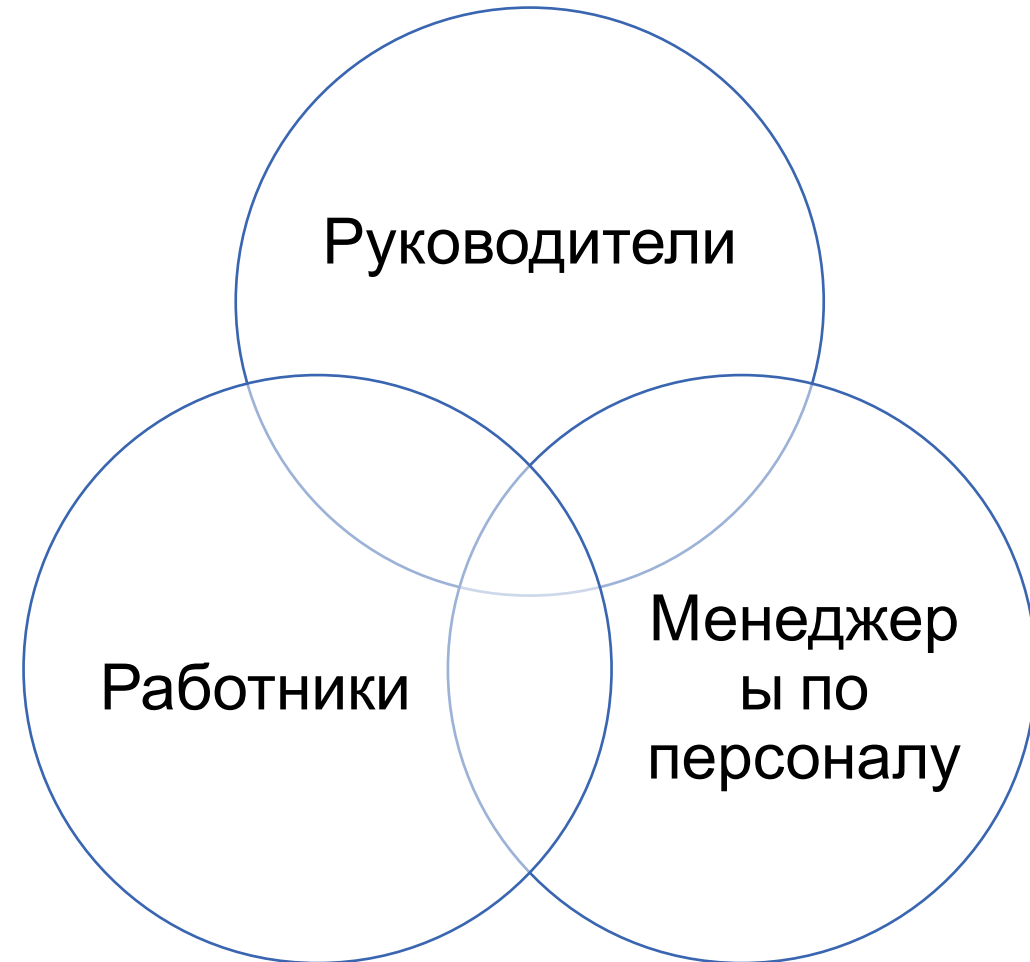 Руководители
Работники
Менеджер
ы по
персоналу